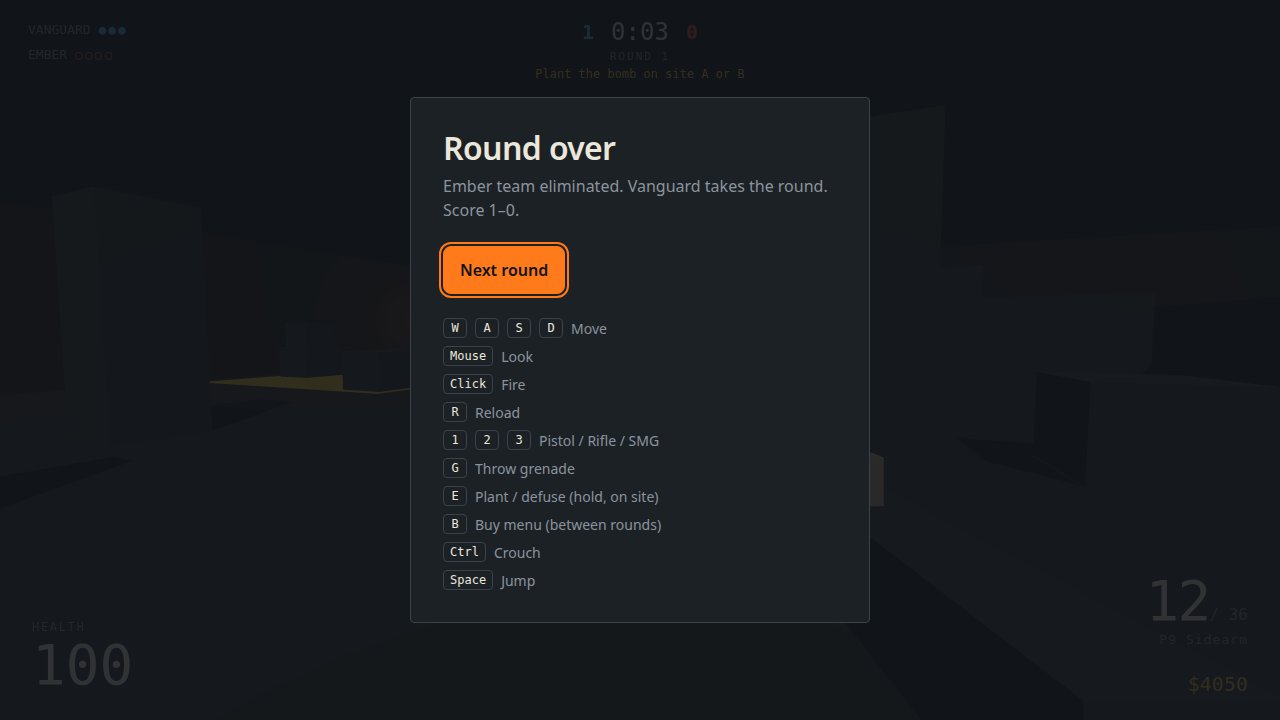 VANGUARD
EMBER
1 0:03 0
ROUND 1
Plant the bomb on site A or B
Round over
Ember team eliminated. Vanguard takes the round.
Score 1–0.
Next round
W A S D Move
Mouse Look
Click Fire
R Reload
1 2 3 Pistol / Rifle / SMG
G Throw grenade
E Plant / defuse (hold, on site)
B Buy menu (between rounds)
Ctrl Crouch
Space Jump
HEALTH
100
12 / 36
P9 Sidearm
$4050